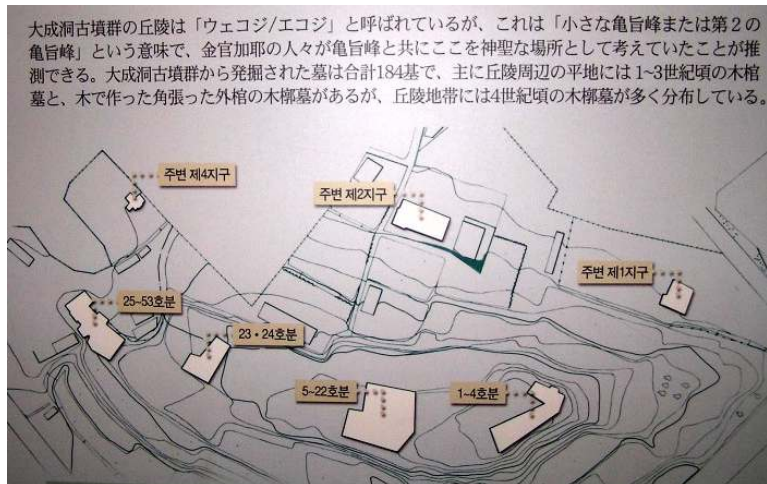 大成洞古墳群の丘陵は「ウェコジ/エコジ」と呼ばれているが、これは「小さな亀旨峰または第2の
亀旨峰」という意味で、金官加耶の人々が亀旨峰と共にここを神聖な場所として考えていたことが推
測できる。大成洞古墳群から発掘された墓は合計184基で、主に丘陵周辺の平地には1~3世紀頃の木棺
墓と、木で作った角張った外棺の木槨墓があるが、丘陵地帯には4世紀頃の木槨墓が多く分布している。
주변 제4지구
주변 제2지구
주변 제1지구
25~53호분
23·24호분
5~22호분
1~4호분